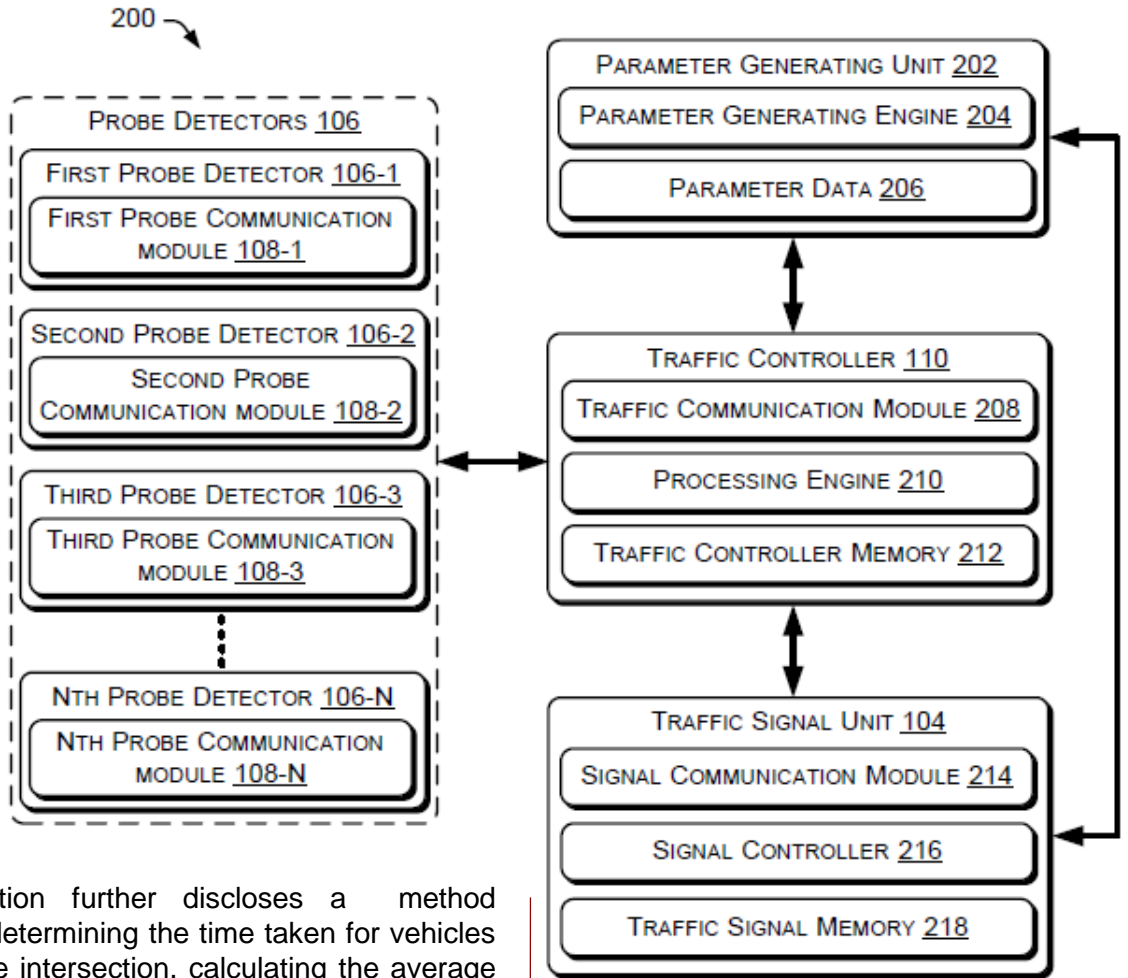 200
PROBE DETECTORS 106
FIRST PROBE DETECTOR 106-1
FIRST PROBE COMMUNICATION
MODULE 108-1
SECOND PROBE DETECTOR 106-2
SECOND PROBE
COMMUNICATION MODULE 108-2
THIRD PROBE DETECTOR 106-3
THIRD PROBE COMMUNICATION
MODULE 108-3
NTH PROBE DETECTOR 106-N
NTH PROBE COMMUNICATION
MODULE 108-N
PARAMETER GENERATING UNIT 202
PARAMETER GENERATING ENGINE 204
PARAMETER DATA 206
TRAFFIC CONTROLLER 110
TRAFFIC COMMUNICATION MODULE 208
PROCESSING ENGINE 210
TRAFFIC CONTROLLER MEMORY 212
TRAFFIC SIGNAL UNIT 104
SIGNAL COMMUNICATION MODULE 214
SIGNAL CONTROLLER 216
TRAFFIC SIGNAL MEMORY 218
tion further discloses a method
determining the time taken for vehicles
e intersection, calculating the average